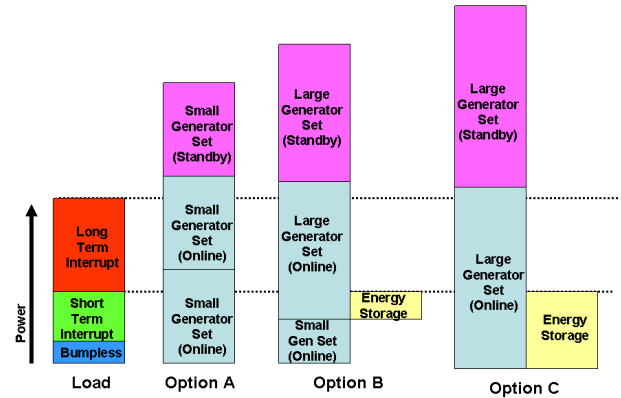 Power
Long
Term
Interrupt
Short
Term
Interrupt
Bumpless
Load
Small
Generator
Set
(Standby)
Small
Generator
Set
(Online)
Small
Generator
Set
(Online)
Option A
Large
Generator
Set
(Standby)
Large
Generator
Set
(Online)
Small
Gen Set
(Online)
Energy
Storage
Option B
Large
Generator
Set
(Standby)
Large
Generator
Set
(Online)
Energy
Storage
Option C